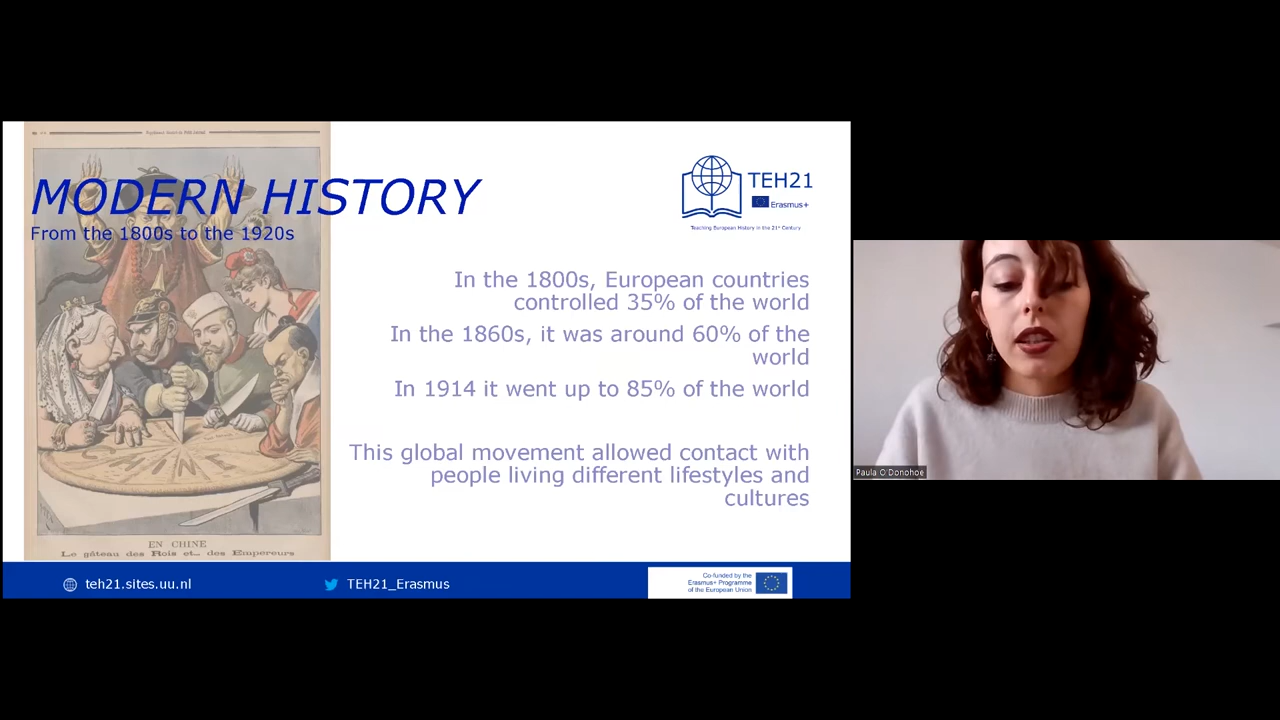 MODERN HISTORY
From the 1800s to the 1920s
TEH21
Erasmus+
Teaching European History in the 21st Century
In the 1800s, European countries
controlled 35% of the world
In the 1860s, it was around 60% of the
world
In 1914 it went up to 85% of the world
This global movement allowed contact with
people living different lifestyles and
cultures
CHINE
EN CHINE
Le gâteau des Rois et... des Empereurs
teh21.sites.uu.nl
TEH21_Erasmus
Co-funded by the
Erasmus+ Programme
of the European Union
Paula O'Donohoe